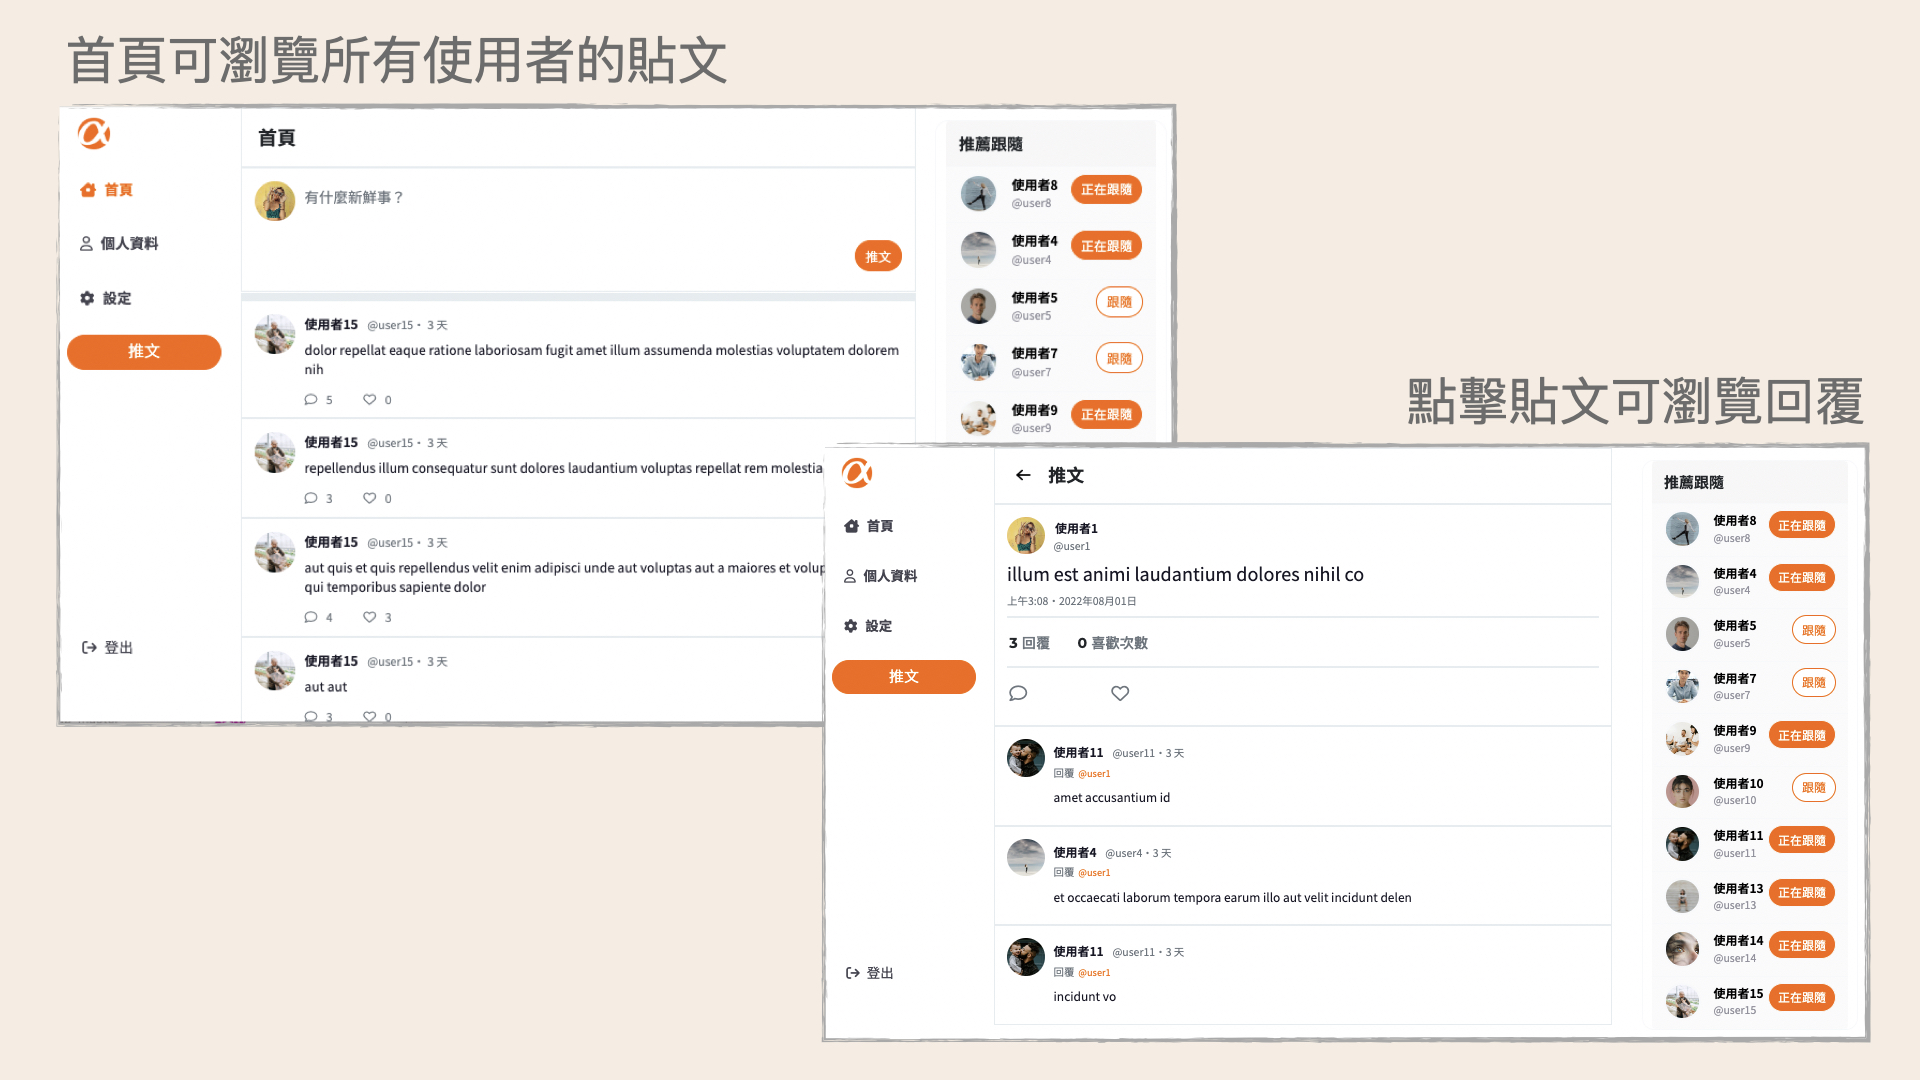 首頁可瀏覽所有使用者的貼文
首頁
個人資料
設定
推文
登出
首頁
有什麼新鮮事？
推文
使用者15 @user15・3 天
dolor repellat eaque ratione laboriosam fugit amet illum assumenda molestias voluptatem dolorem
nih
5 0
使用者15 @user15・3 天
repellendus illum consequatur sunt dolores laudantium voluptas repellat rem molestia
3 0
使用者15 @user15・3 天
aut quis et quis repellendus velit enim adipisci unde aut voluptas aut a maiores et volup
qui temporibus sapiente dolor
4 3
使用者15 @user15・3 天
aut aut
3 0
推薦跟隨
使用者8 正在跟隨
@user8
使用者4 正在跟隨
@user4
使用者5 跟隨
@user5
使用者7 跟隨
@user7
使用者9 正在跟隨
@user9
點擊貼文可瀏覽回覆
首頁
個人資料
設定
推文
登出
推文
使用者1
@user1
illum est animi laudantium dolores nihil co
上午3:08・2022年08月01日
3 回覆 0 喜歡次數
使用者11 @user11・3 天
回覆 @user1
amet accusantium id
使用者4 @user4・3 天
回覆 @user1
et occaecati laborum tempora earum illo aut velit incidunt delen
使用者11 @user11・3 天
回覆 @user1
incidunt vo
推薦跟隨
使用者8 正在跟隨
@user8
使用者4 正在跟隨
@user4
使用者5 跟隨
@user5
使用者7 跟隨
@user7
使用者9 正在跟隨
@user9
使用者10 跟隨
@user10
使用者11 正在跟隨
@user11
使用者13 正在跟隨
@user13
使用者14 正在跟隨
@user14
使用者15 正在跟隨
@user15